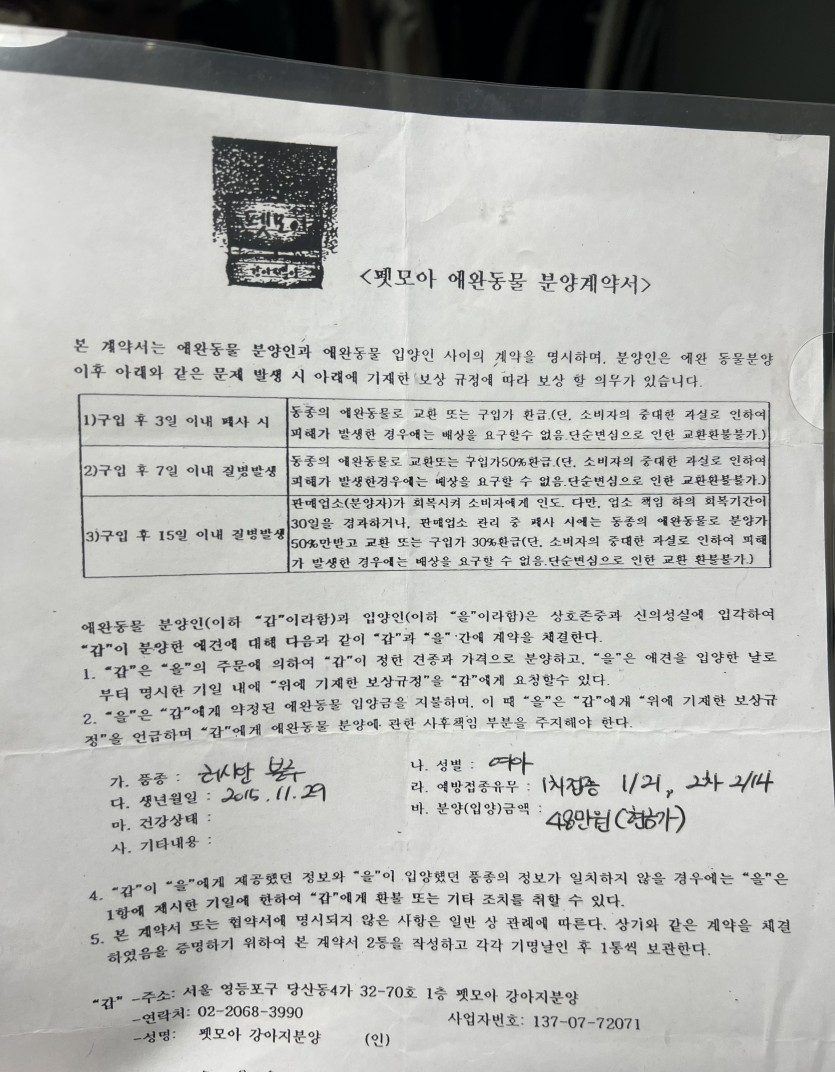 펫모아
<펫모아 애완동물 분양계약서>
본 계약서는 애완동물 분양인과 애완동물 입양인 사이의 계약을 명시하며, 분양인은 애완 동물분양
이후 아래와 같은 문제 발생 시 아래에 기재한 보상 규정에 따라 보상 할 의무가 있습니다.
1)구입 후 3일 이내 폐사 시
동종의 애완동물로 교환 또는 구입가 환급.(단, 소비자의 중대한 과실로 인하여
피해가 발생한 경우에는 배상을 요구할수 없음.단순변심으로 인한 교환환불불가.)
2)구입 후 7일 이내 질병발생
동종의 애완동물로 교환또는 구입가50%환급.(단, 소비자의 중대한 과실로 인하여
피해가 발생한경우에는 배상을 요구할 수 없음.단순변심으로 인한 교환환불불가.)
3)구입 후 15일 이내 질병발생
판매업소(분양자)가 회복시켜 소비자에게 인도. 다만, 업소 책임 하의 회복기간이
30일을 경과하거나, 판매업소 관리 중 폐사 시에는 동종의 애완동물로 분양가
50%만받고 교환 또는 구입가 30%환급(단, 소비자의 중대한 과실로 인하여 피해
가 발생한 경우에는 배상을 요구할 수 없음.단순변심으로 인한 교환 환불불가.)
애완동물 분양인(이하 “갑”이라함)과 입양인(이하 “을”이라함)은 상호존중과 신의성실에 입각하여
“갑”이 분양한 애견에 대해 다음과 같이 “갑”과 “을” 간에 계약을 체결한다.
1. “갑”은 “을”의 주문에 의하여 “갑”이 정한 견종과 가격으로 분양하고, “을”은 애견을 입양한 날로
부터 명시한 기일 내에 “위에 기재한 보상규정”을 “갑”에게 요청할수 있다.
2. “을”은 “갑”에게 약정된 애완동물 입양금을 지불하며, 이 때 “을”은 “갑”에게 “위에 기재한 보상규
정”을 언급하며 “갑”에게 애완동물 분양에 관한 사후책임 부분을 주지해야 한다.
가. 품종 : 러시안 블루
나. 성별 : 여아
다. 생년월일 : 2015. 11. 29
라. 예방접종유무 : 1차접종 1/21, 2차 2/14
마. 건강상태 :
바. 분양(입양)금액 : 48만원(현금가)
사. 기타내용 :
4. “갑”이 “을”에게 제공했던 정보와 “을”이 입양했던 품종의 정보가 일치하지 않을 경우에는 “을”은
1항에 제시한 기일에 한하여 “갑”에게 환불 또는 기타 조치를 취할 수 있다.
5. 본 계약서 또는 협약서에 명시되지 않은 사항은 일반 상 관례에 따른다. 상기와 같은 계약을 체결
하였음을 증명하기 위하여 본 계약서 2통을 작성하고 각각 기명날인 후 1통씩 보관한다.
“갑” -주소: 서울 영등포구 당산동4가 32-70호 1층 펫모아 강아지분양
-연락처: 02-2068-3990
사업자번호: 137-07-72071
-성명: 펫모아 강아지분양 (인)